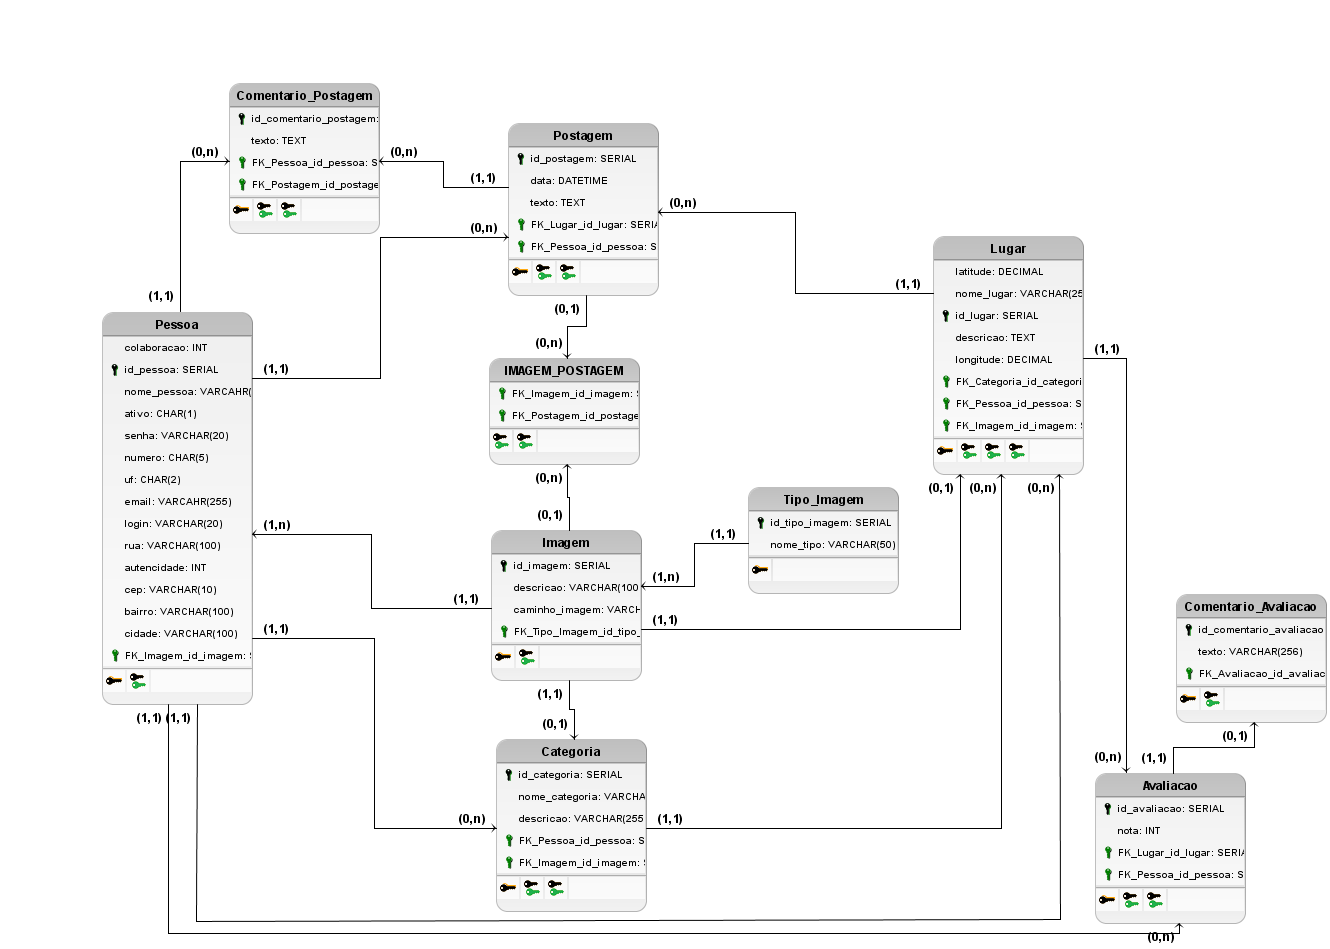 Comentario_Postagem
id_comentario_postagem:
texto: TEXT
FK_Pessoa_id_pessoa: S
FK_Postagem_id_postage
(0,n)
(0,n)
(1,1)
Postagem
id_postagem: SERIAL
data: DATETIME
texto: TEXT
FK_Lugar_id_lugar: SERIA
FK_Pessoa_id_pessoa: S
(0,n)
(0,n)
(1,1)
Lugar
latitude: DECIMAL
nome_lugar: VARCHAR(25
id_lugar: SERIAL
descricao: TEXT
longitude: DECIMAL
FK_Categoria_id_categori
FK_Pessoa_id_pessoa: S
FK_Imagem_id_imagem: S
(1,1)
(0,1)
(0,n)
(0,n)
(1,1)
Pessoa
colaboracao: INT
id_pessoa: SERIAL
nome_pessoa: VARCAHR(
ativo: CHAR(1)
senha: VARCHAR(20)
numero: CHAR(5)
uf: CHAR(2)
email: VARCAHR(255)
login: VARCHAR(20)
rua: VARCHAR(100)
autencidade: INT
cep: VARCHAR(10)
bairro: VARCHAR(100)
cidade: VARCHAR(100)
FK_Imagem_id_imagem: S
(1,1)
(1,n)
(1,1)
(1,1)
(1,1)
(0,1)
(0,n)
IMAGEM_POSTAGEM
FK_Imagem_id_imagem: S
FK_Postagem_id_postage
(0,n)
(0,1)
Imagem
id_imagem: SERIAL
descricao: VARCHAR(100
caminho_imagem: VARCH
FK_Tipo_Imagem_id_tipo_
(1,1)
(1,n)
(1,1)
(1,1)
Tipo_Imagem
id_tipo_imagem: SERIAL
nome_tipo: VARCHAR(50)
(1,1)
(0,1)
Categoria
id_categoria: SERIAL
nome_categoria: VARCHA
descricao: VARCHAR(255
FK_Pessoa_id_pessoa: S
FK_Imagem_id_imagem: S
(0,n)
(1,1)
Comentario_Avaliacao
id_comentario_avaliacao
texto: VARCHAR(256)
FK_Avaliacao_id_avaliac
(0,1)
(1,1)
(0,n)
Avaliacao
id_avaliacao: SERIAL
nota: INT
FK_Lugar_id_lugar: SERIA
FK_Pessoa_id_pessoa: S
(0,n)